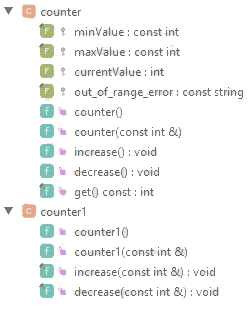 counter
minValue : const int
maxValue : const int
currentValue : int
out_of_range_error : const string
counter()
counter(const int &)
increase() : void
decrease() : void
get() const : int
counter1
counter1()
counter1(const int &)
increase(const int &) : void
decrease(const int &) : void